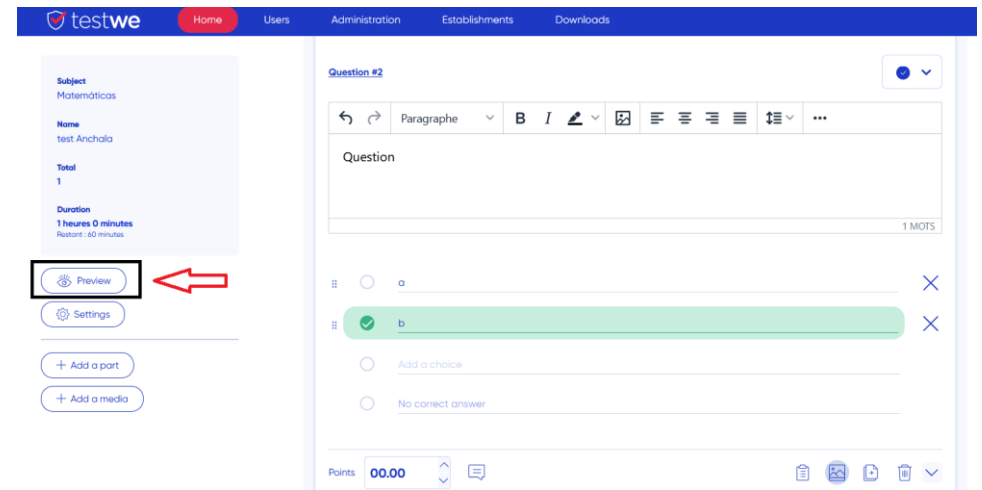 testwe Home Users Administration Establishments Downloads
Subject
Matemáticas
Name
test Anchala
Total
1
Duration
1 heures 0 minutes
Restant : 60 minutes
Preview
Settings
+ Add a part
+ Add a media
Question #2
Paragraphe B I
Question
1 MOTS
a
b
Add a choice
No correct answer
Points 00.00